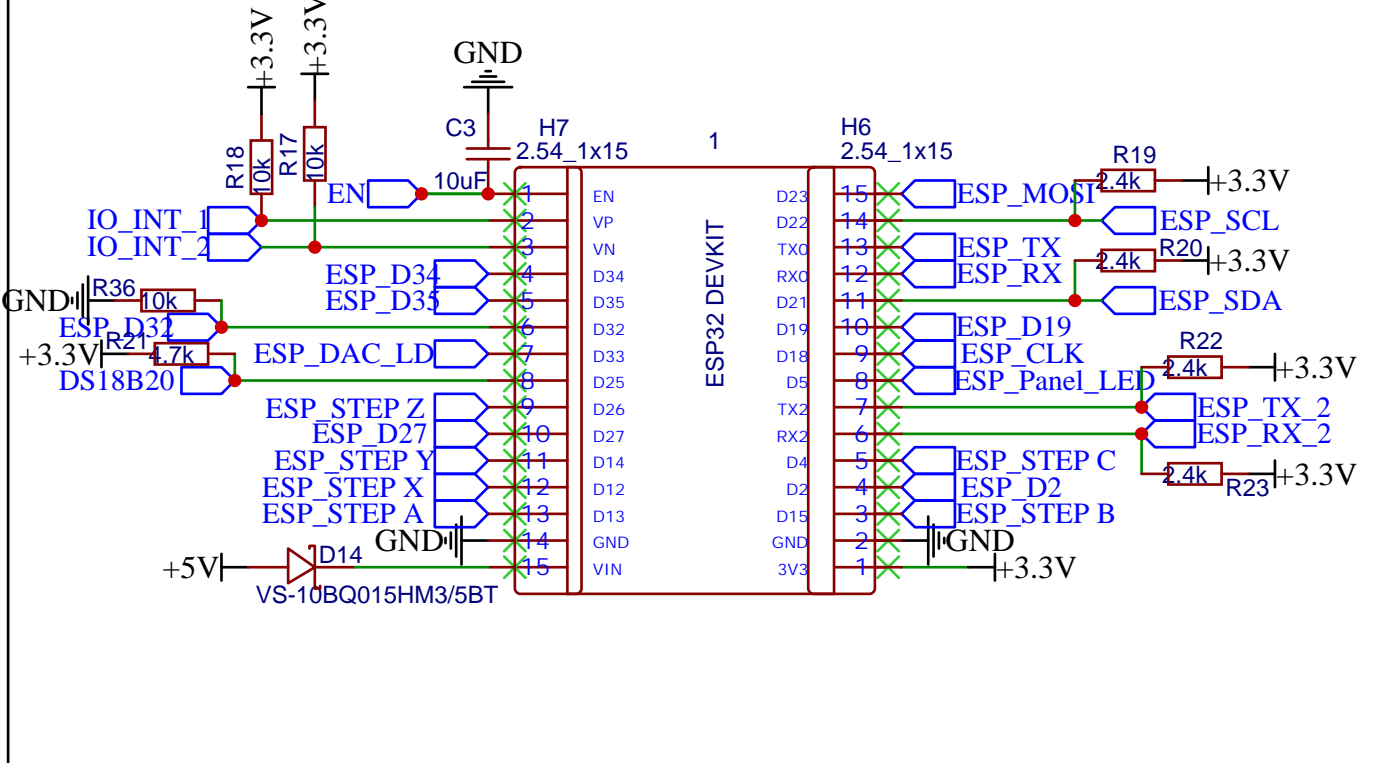 +3.3V
+3.3V
GND
C3
10uF
H7
2.54_1x15
1
H6
2.54_1x15
R18
10k
R17
10k
R19
2.4k
+3.3V
EN
1
EN
D23
15
ESP_MOSI
IO_INT_1
2
VP
D22
14
ESP_SCL
IO_INT_2
3
VN
TX0
13
ESP_TX
R20
2.4k
+3.3V
ESP_D34
4
D34
RX0
12
ESP_RX
GND
R36
10k
ESP_D35
5
D35
D21
11
ESP_SDA
ESP_D32
6
D32
D19
10
ESP_D19
+3.3V
R21
4.7k
ESP_DAC_LD
7
D33
D18
9
ESP_CLK
R22
2.4k
+3.3V
DS18B20
8
D25
D5
8
ESP_Panel_LED
ESP_STEP Z
9
D26
TX2
7
ESP_TX_2
ESP_D27
10
D27
RX2
6
ESP_RX_2
ESP_STEP Y
11
D14
D4
5
ESP_STEP C
2.4k
R23
+3.3V
ESP_STEP X
12
D12
D2
4
ESP_D2
ESP_STEP A
13
D13
D15
3
ESP_STEP B
GND
14
GND
GND
2
GND
+5V
D14
VS-10BQ015HM3/5BT
15
VIN
3V3
1
+3.3V
ESP32 DEVKIT